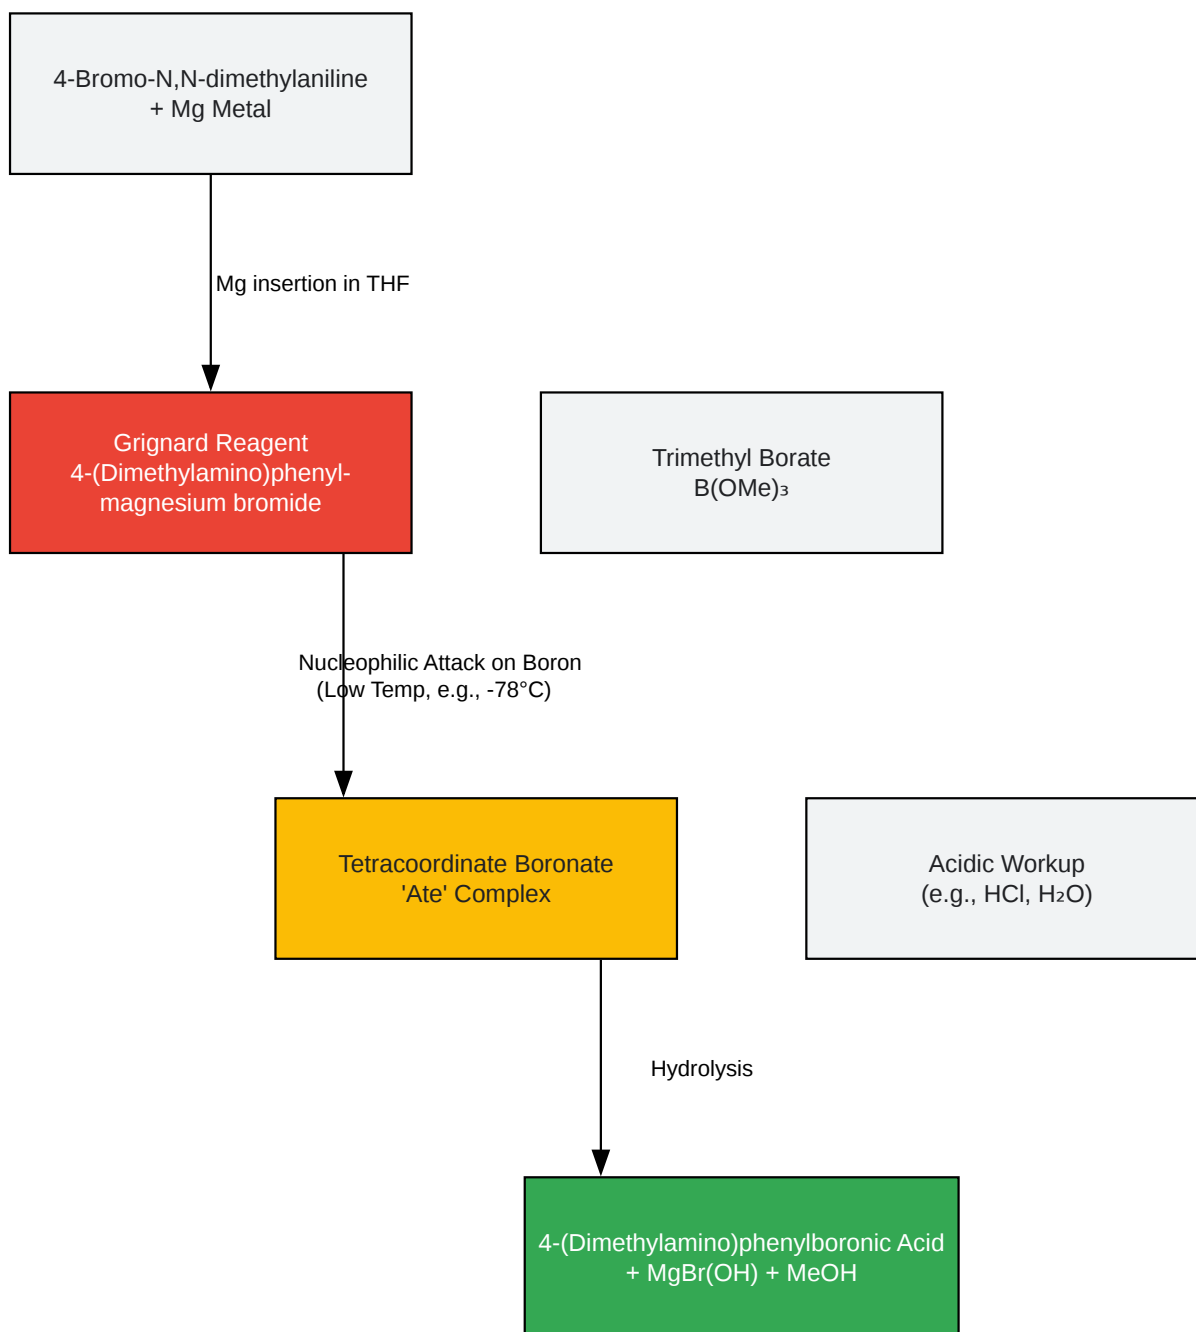 4-Bromo-N,N-dimethylaniline
+ Mg Metal
Mg insertion in THF
Grignard Reagent
4-(Dimethylamino)phenyl-
magnesium bromide
Trimethyl Borate
B(OMe)₃
Nucleophilic Attack on Boron
(Low Temp, e.g., -78°C)
Tetracoordinate Boronate
'Ate' Complex
Acidic Workup
(e.g., HCl, H₂O)
Hydrolysis
4-(Dimethylamino)phenylboronic Acid
+ MgBr(OH) + MeOH